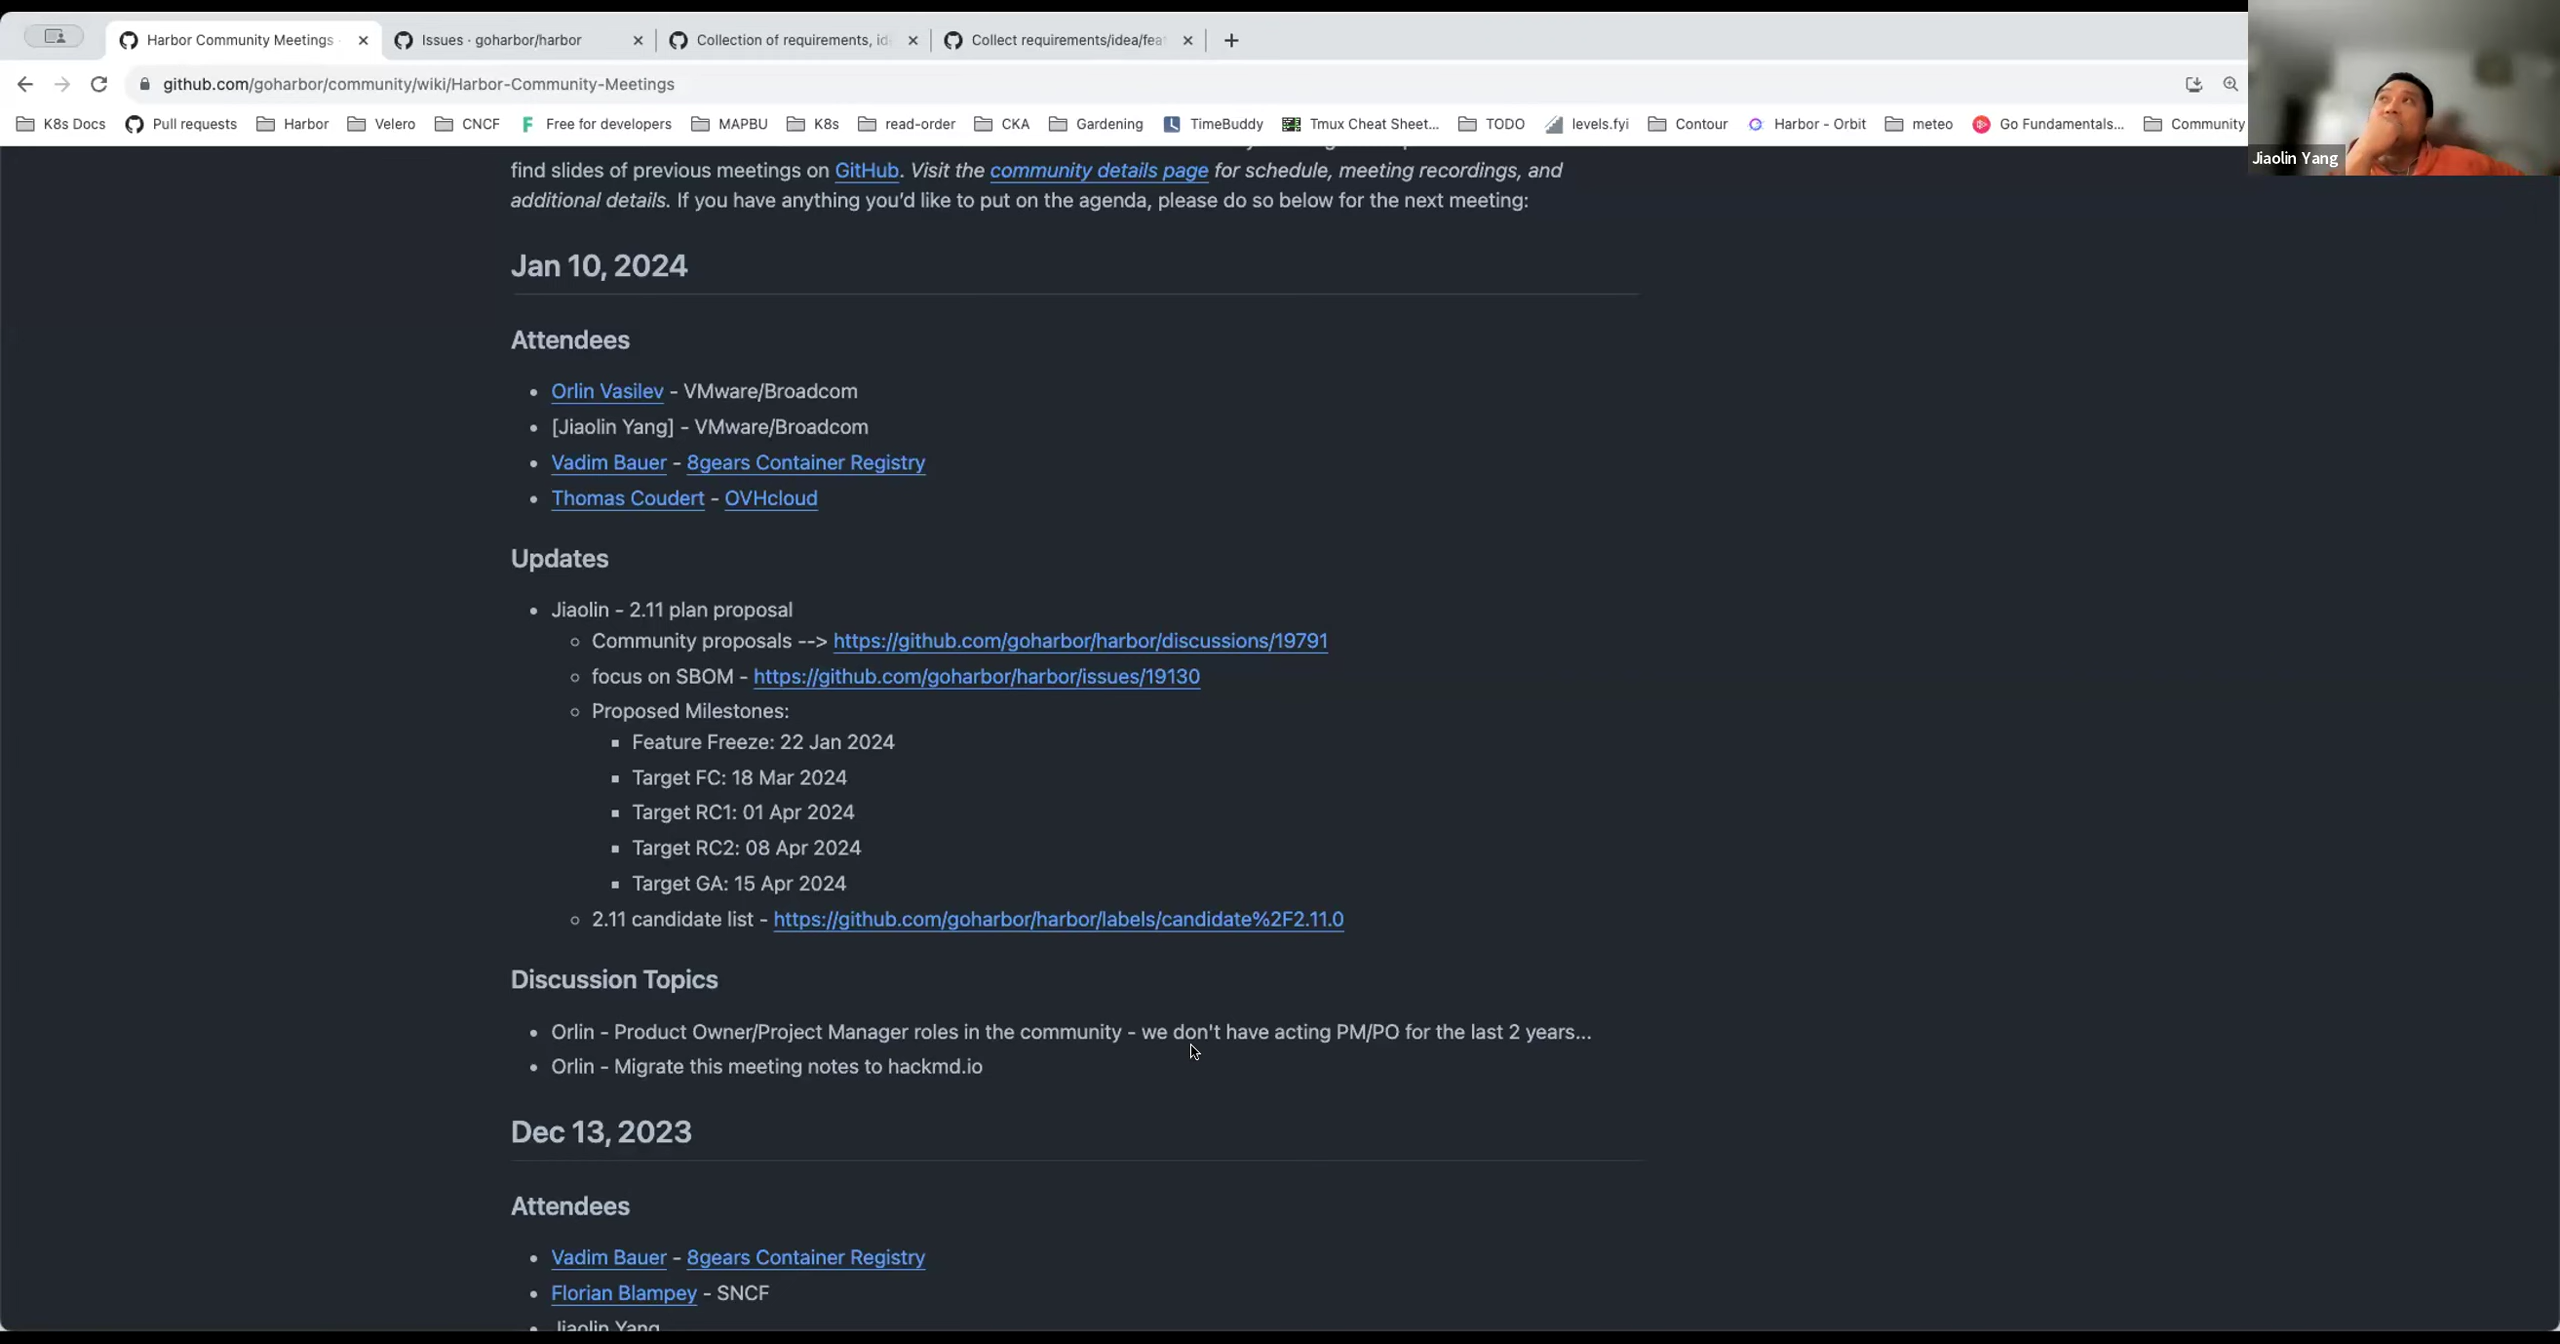 Harbor Community Meetings
Issues · goharbor/harbor
Collection of requirements, id
Collect requirements/idea/fea
github.com/goharbor/community/wiki/Harbor-Community-Meetings
K8s Docs
Pull requests
Harbor
Velero
CNCF
Free for developers
MAPBU
K8s
read-order
CKA
Gardening
TimeBuddy
Tmux Cheat Sheet...
TODO
levels.fyi
Contour
Harbor - Orbit
meteo
Go Fundamentals...
Community
Jiaolin Yang
find slides of previous meetings on GitHub. Visit the community details page for schedule, meeting recordings, and
additional details. If you have anything you’d like to put on the agenda, please do so below for the next meeting:
Jan 10, 2024
Attendees
• Orlin Vasilev - VMware/Broadcom
• [Jiaolin Yang] - VMware/Broadcom
• Vadim Bauer - 8gears Container Registry
• Thomas Coudert - OVHcloud
Updates
• Jiaolin - 2.11 plan proposal
◦ Community proposals --> https://github.com/goharbor/harbor/discussions/19791
◦ focus on SBOM - https://github.com/goharbor/harbor/issues/19130
◦ Proposed Milestones:
▪ Feature Freeze: 22 Jan 2024
▪ Target FC: 18 Mar 2024
▪ Target RC1: 01 Apr 2024
▪ Target RC2: 08 Apr 2024
▪ Target GA: 15 Apr 2024
◦ 2.11 candidate list - https://github.com/goharbor/harbor/labels/candidate%2F2.11.0
Discussion Topics
• Orlin - Product Owner/Project Manager roles in the community - we don't have acting PM/PO for the last 2 years...
• Orlin - Migrate this meeting notes to hackmd.io
Dec 13, 2023
Attendees
• Vadim Bauer - 8gears Container Registry
• Florian Blampey - SNCF
• Jiaolin Yang